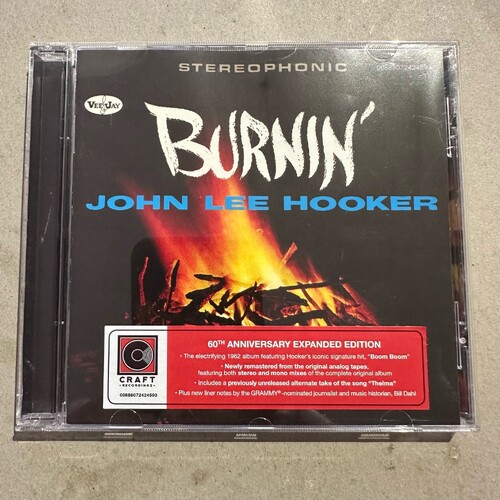 STEREOPHONIC
VEEJAY
BURNIN'
JOHN LEE HOOKER
60TH ANNIVERSARY EXPANDED EDITION
• The electrifying 1962 album featuring Hooker's iconic signature hit, "Boom Boom"
• Newly remastered from the original analog tapes,
featuring both stereo and mono mixes of the complete original album
• Includes a previously unreleased alternate take of the song "Thelma"
• Plus new liner notes by the GRAMMY®-nominated journalist and music historian, Bill Dahl
CRAFT
RECORDINGS
00888072424593